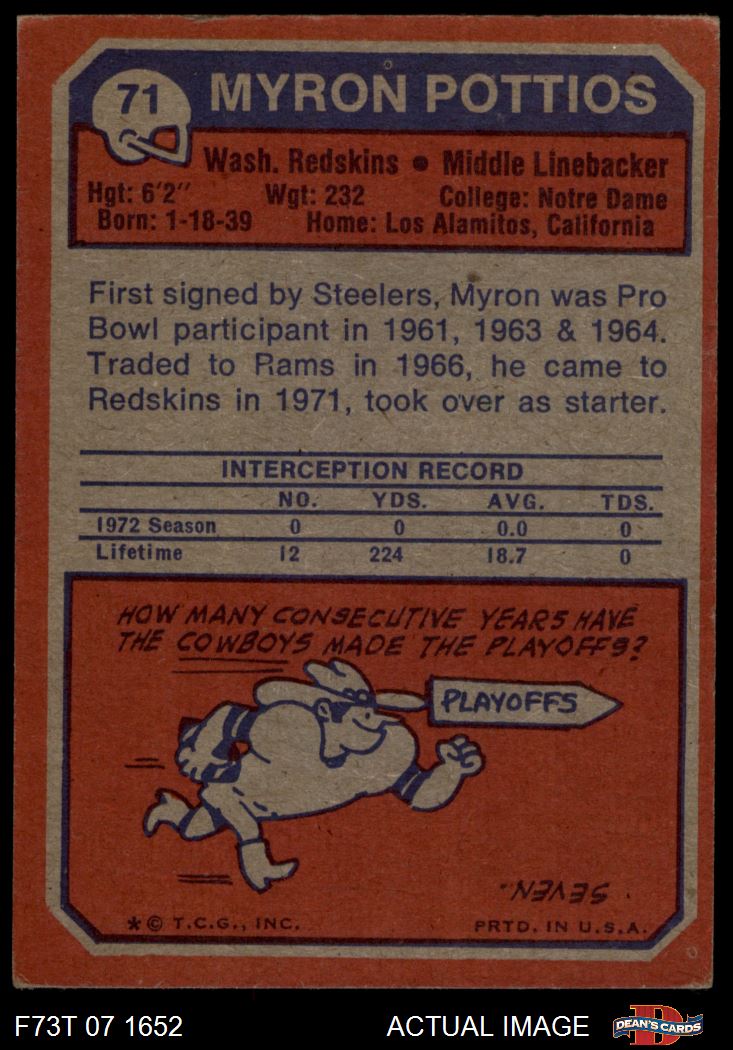 71
MYRON POTTIOS
Wash. Redskins ● Middle Linebacker
Hgt: 6'2" Wgt: 232 College: Notre Dame
Born: 1-18-39 Home: Los Alamitos, California
First signed by Steelers, Myron was Pro
Bowl participant in 1961, 1963 & 1964.
Traded to Rams in 1966, he came to
Redskins in 1971, took over as starter.
INTERCEPTION RECORD
NO. YDS. AVG. TDS.
1972 Season 0 0 0.0 0
Lifetime 12 224 18.7 0
HOW MANY CONSECUTIVE YEARS HAVE
THE COWBOYS MADE THE PLAYOFFS?
PLAYOFFS
SEVEN
* © T.C.G., INC. PRTD. IN U.S.A.
F73T 07 1652 ACTUAL IMAGE D DEAN'S CARDS